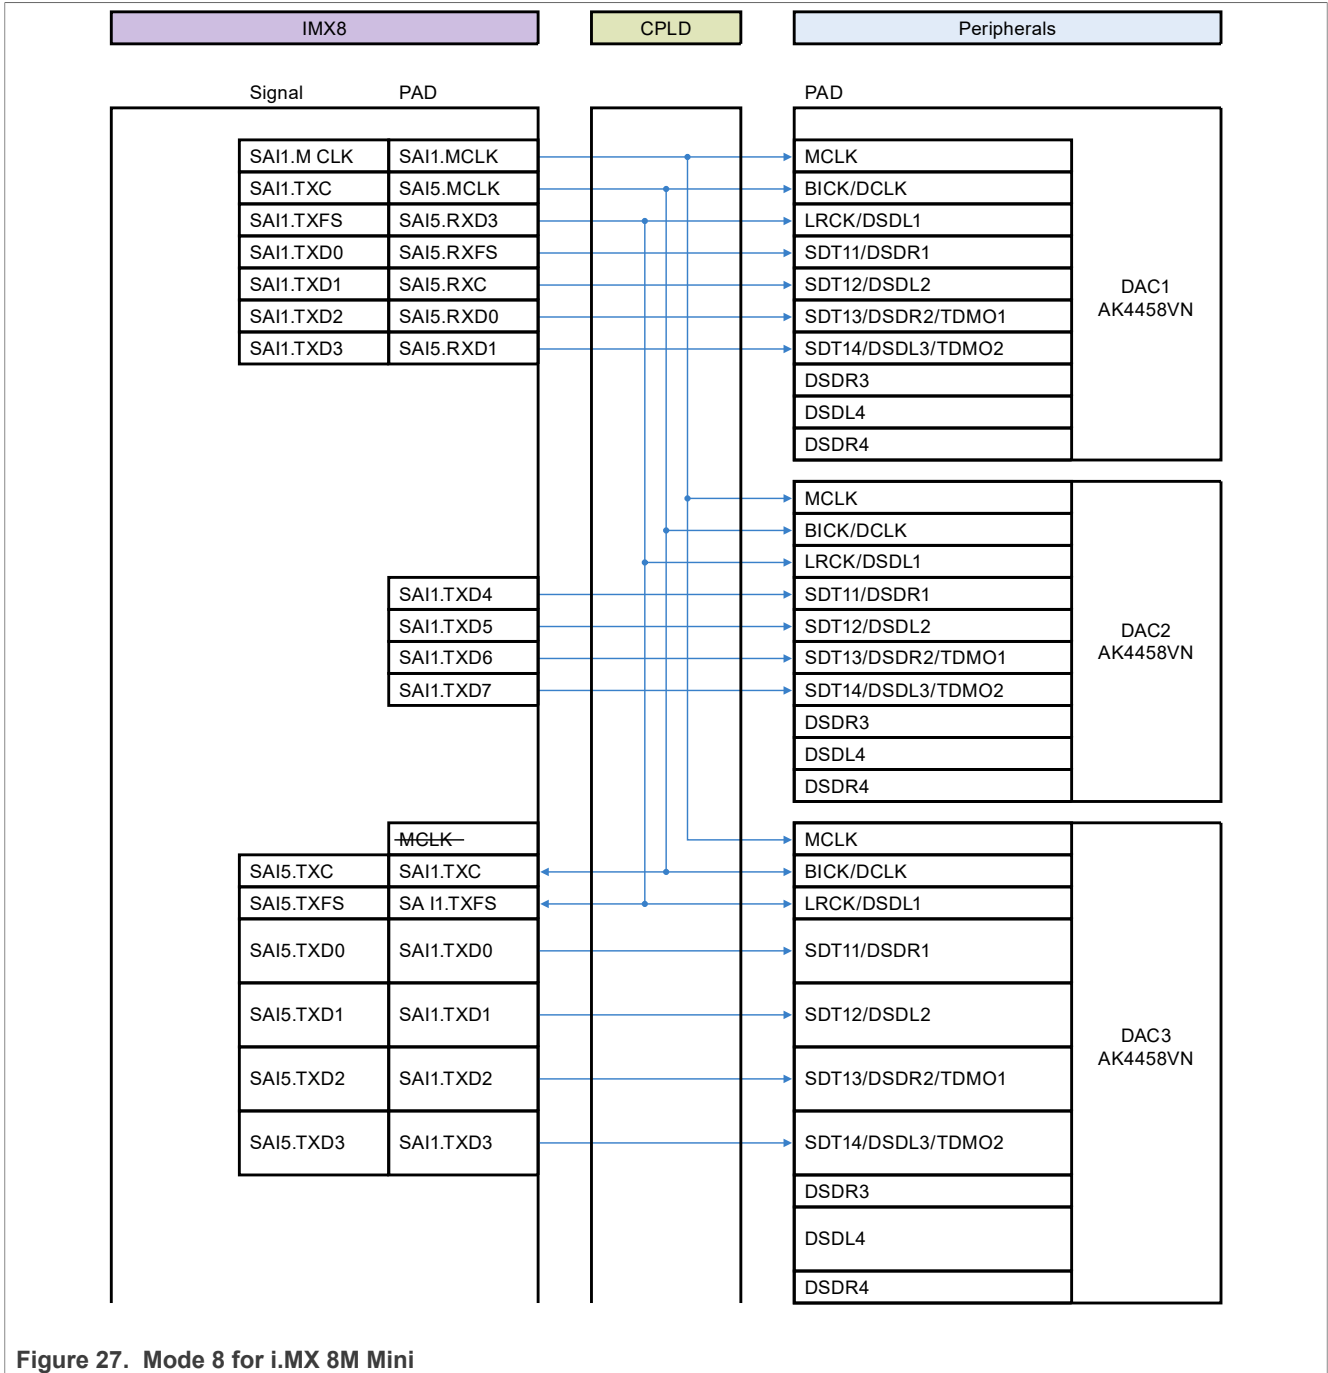 IMX8 CPLD Peripherals
Signal PAD PAD
SAI1.M CLK SAI1.MCLK MCLK
SAI1.TXC SAI5.MCLK BICK/DCLK
SAI1.TXFS SAI5.RXD3 LRCK/DSDL1
SAI1.TXD0 SAI5.RXFS SDT11/DSDR1
SAI1.TXD1 SAI5.RXC SDT12/DSDL2
SAI1.TXD2 SAI5.RXD0 SDT13/DSDR2/TDMO1
SAI1.TXD3 SAI5.RXD1 SDT14/DSDL3/TDMO2
DSDR3
DSDL4
DSDR4
DAC1
AK4458VN
MCLK
BICK/DCLK
LRCK/DSDL1
SAI1.TXD4 SDT11/DSDR1
SAI1.TXD5 SDT12/DSDL2
SAI1.TXD6 SDT13/DSDR2/TDMO1
SAI1.TXD7 SDT14/DSDL3/TDMO2
DSDR3
DSDL4
DSDR4
DAC2
AK4458VN
MCLK MCLK
SAI5.TXC SAI1.TXC BICK/DCLK
SAI5.TXFS SA I1.TXFS LRCK/DSDL1
SAI5.TXD0 SAI1.TXD0 SDT11/DSDR1
SAI5.TXD1 SAI1.TXD1 SDT12/DSDL2
SAI5.TXD2 SAI1.TXD2 SDT13/DSDR2/TDMO1
SAI5.TXD3 SAI1.TXD3 SDT14/DSDL3/TDMO2
DSDR3
DSDL4
DSDR4
DAC3
AK4458VN
Figure 27. Mode 8 for i.MX 8M Mini